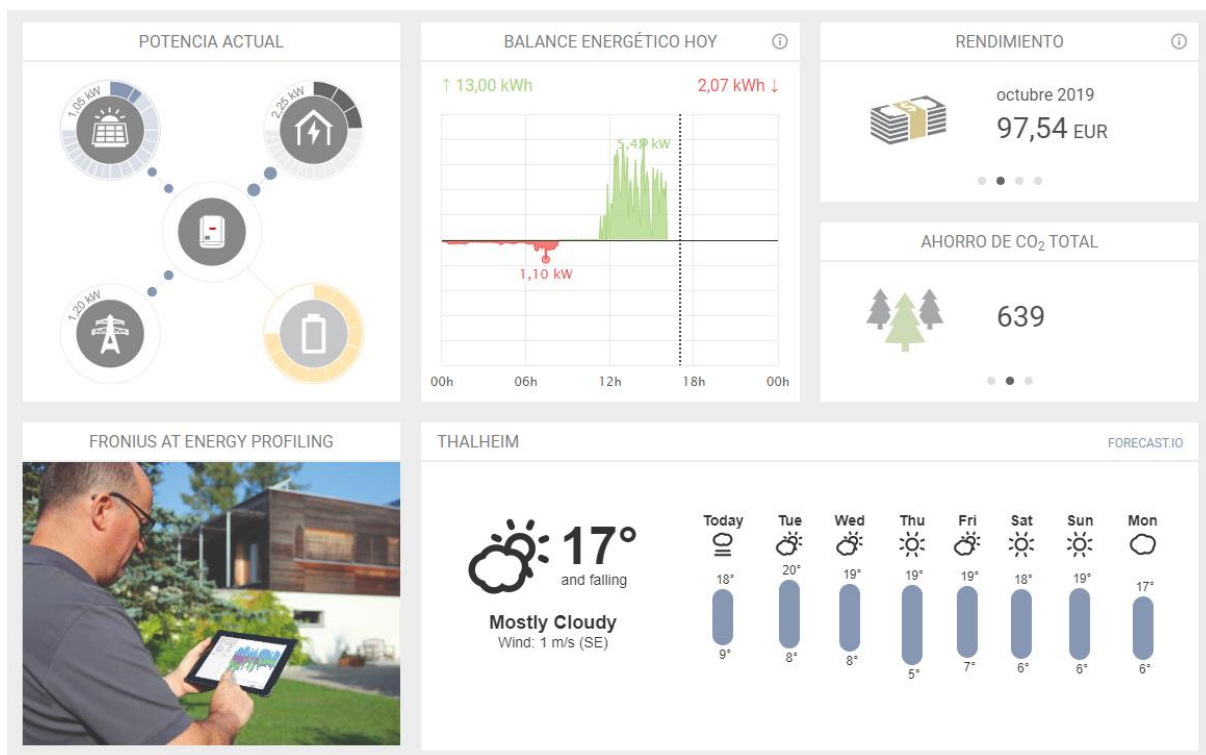 POTENCIA ACTUAL
1,05 kW
2,25 kW
1,20 kW
BALANCE ENERGÉTICO HOY
↑ 13,00 kWh
2,07 kWh ↓
5,42 kW
1,10 kW
00h 06h 12h 18h 00h
RENDIMIENTO
octubre 2019
97,54 EUR
AHORRO DE CO₂ TOTAL
639
FRONIUS AT ENERGY PROFILING
THALHEIM
FORECAST.IO
17°
and falling
Mostly Cloudy
Wind: 1 m/s (SE)
Today Tue Wed Thu Fri Sat Sun Mon
18° 20° 19° 19° 19° 18° 19° 17°
9° 8° 8° 5° 7° 6° 6° 6°